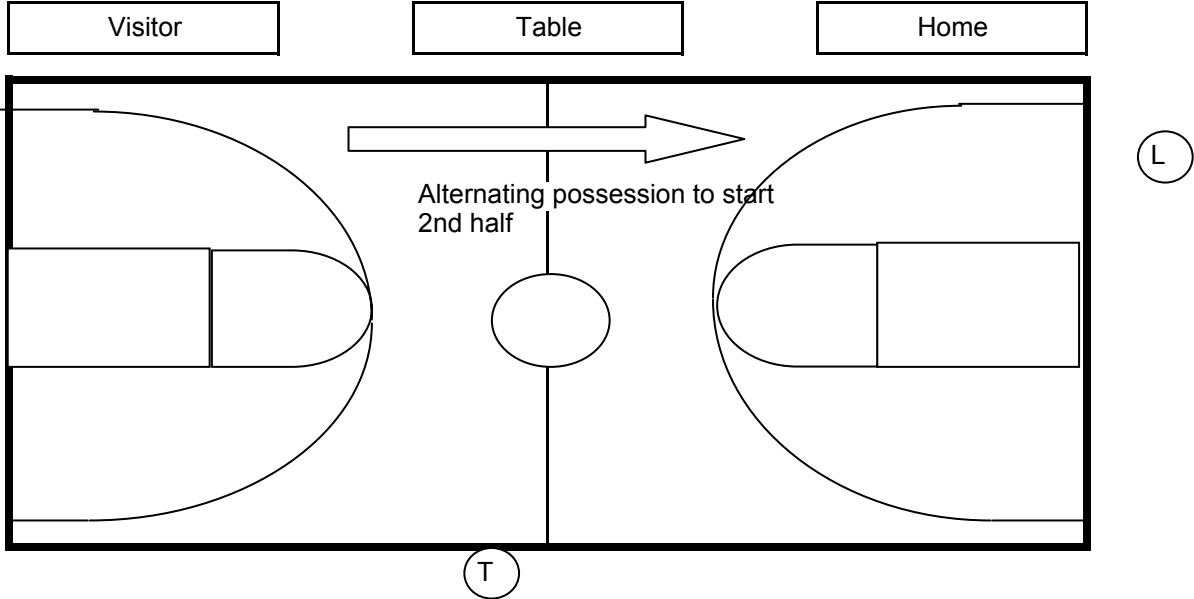 Visitor
Table
Home
L
Alternating possession to start
2nd half
T